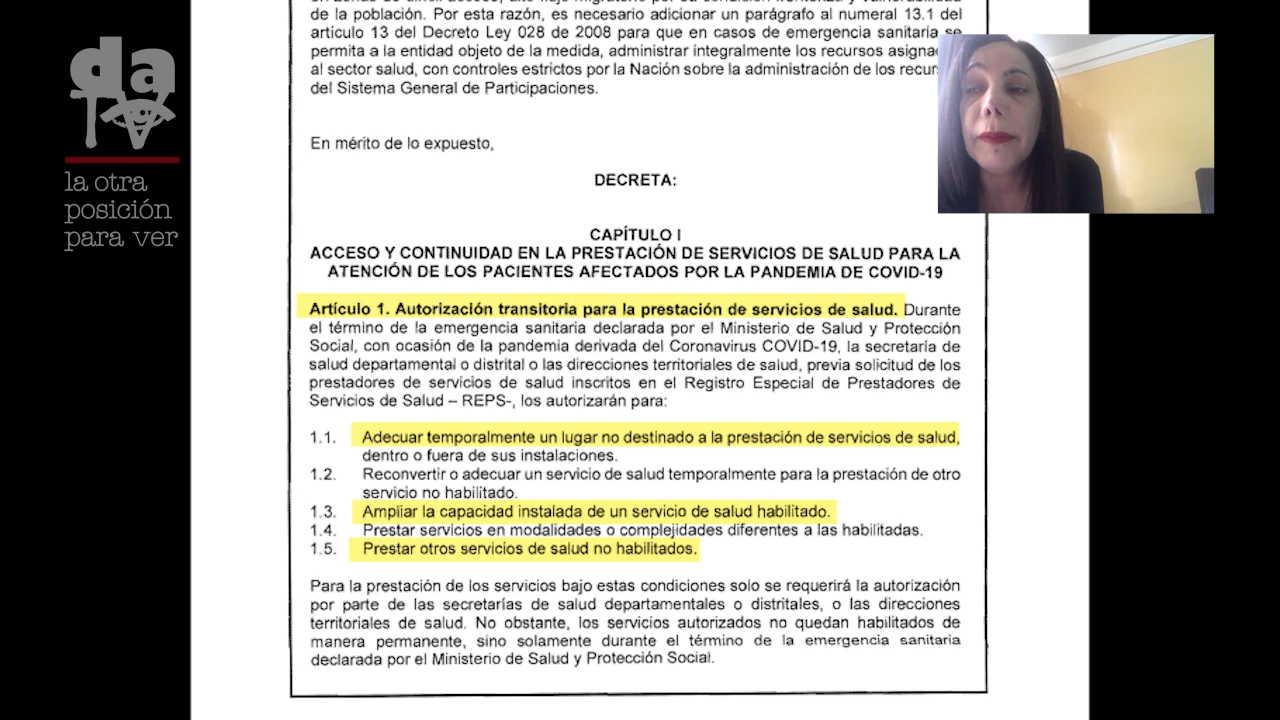 da
tv
la otra
posición
para ver
de la población. Por esta razón, es necesario adicionar un parágrafo al numeral 13.1 del
artículo 13 del Decreto Ley 028 de 2008 para que en casos de emergencia sanitaria se
permita a la entidad objeto de la medida, administrar integralmente los recursos
al sector salud, con controles estrictos por la Nación sobre la administración de los
del Sistema General de Participaciones.
En mérito de lo expuesto,
DECRETA:
CAPÍTULO I
ACCESO Y CONTINUIDAD EN LA PRESTACIÓN DE SERVICIOS DE SALUD PARA LA
ATENCIÓN DE LOS PACIENTES AFECTADOS POR LA PANDEMIA DE COVID-19
Artículo 1. Autorización transitoria para la prestación de servicios de salud. Durante
el término de la emergencia sanitaria declarada por el Ministerio de Salud y Protección
Social, con ocasión de la pandemia derivada del Coronavirus COVID-19, la secretaría de
salud departamental o distrital o las direcciones territoriales de salud, previa solicitud de los
prestadores de servicios de salud inscritos en el Registro Especial de Prestadores de
Servicios de Salud – REPS-, los autorizarán para:
1.1. Adecuar temporalmente un lugar no destinado a la prestación de servicios de salud,
dentro o fuera de sus instalaciones.
1.2. Reconvertir o adecuar un servicio de salud temporalmente para la prestación de otro
servicio no habilitado.
1.3. Ampliar la capacidad instalada de un servicio de salud habilitado.
1.4. Prestar servicios en modalidades o complejidades diferentes a las habilitadas.
1.5. Prestar otros servicios de salud no habilitados.
Para la prestación de los servicios bajo estas condiciones solo se requerirá la autorización
por parte de las secretarías de salud departamentales o distritales, o las direcciones
territoriales de salud. No obstante, los servicios autorizados no quedan habilitados de
manera permanente, sino solamente durante el término de la emergencia sanitaria
declarada por el Ministerio de Salud y Protección Social.